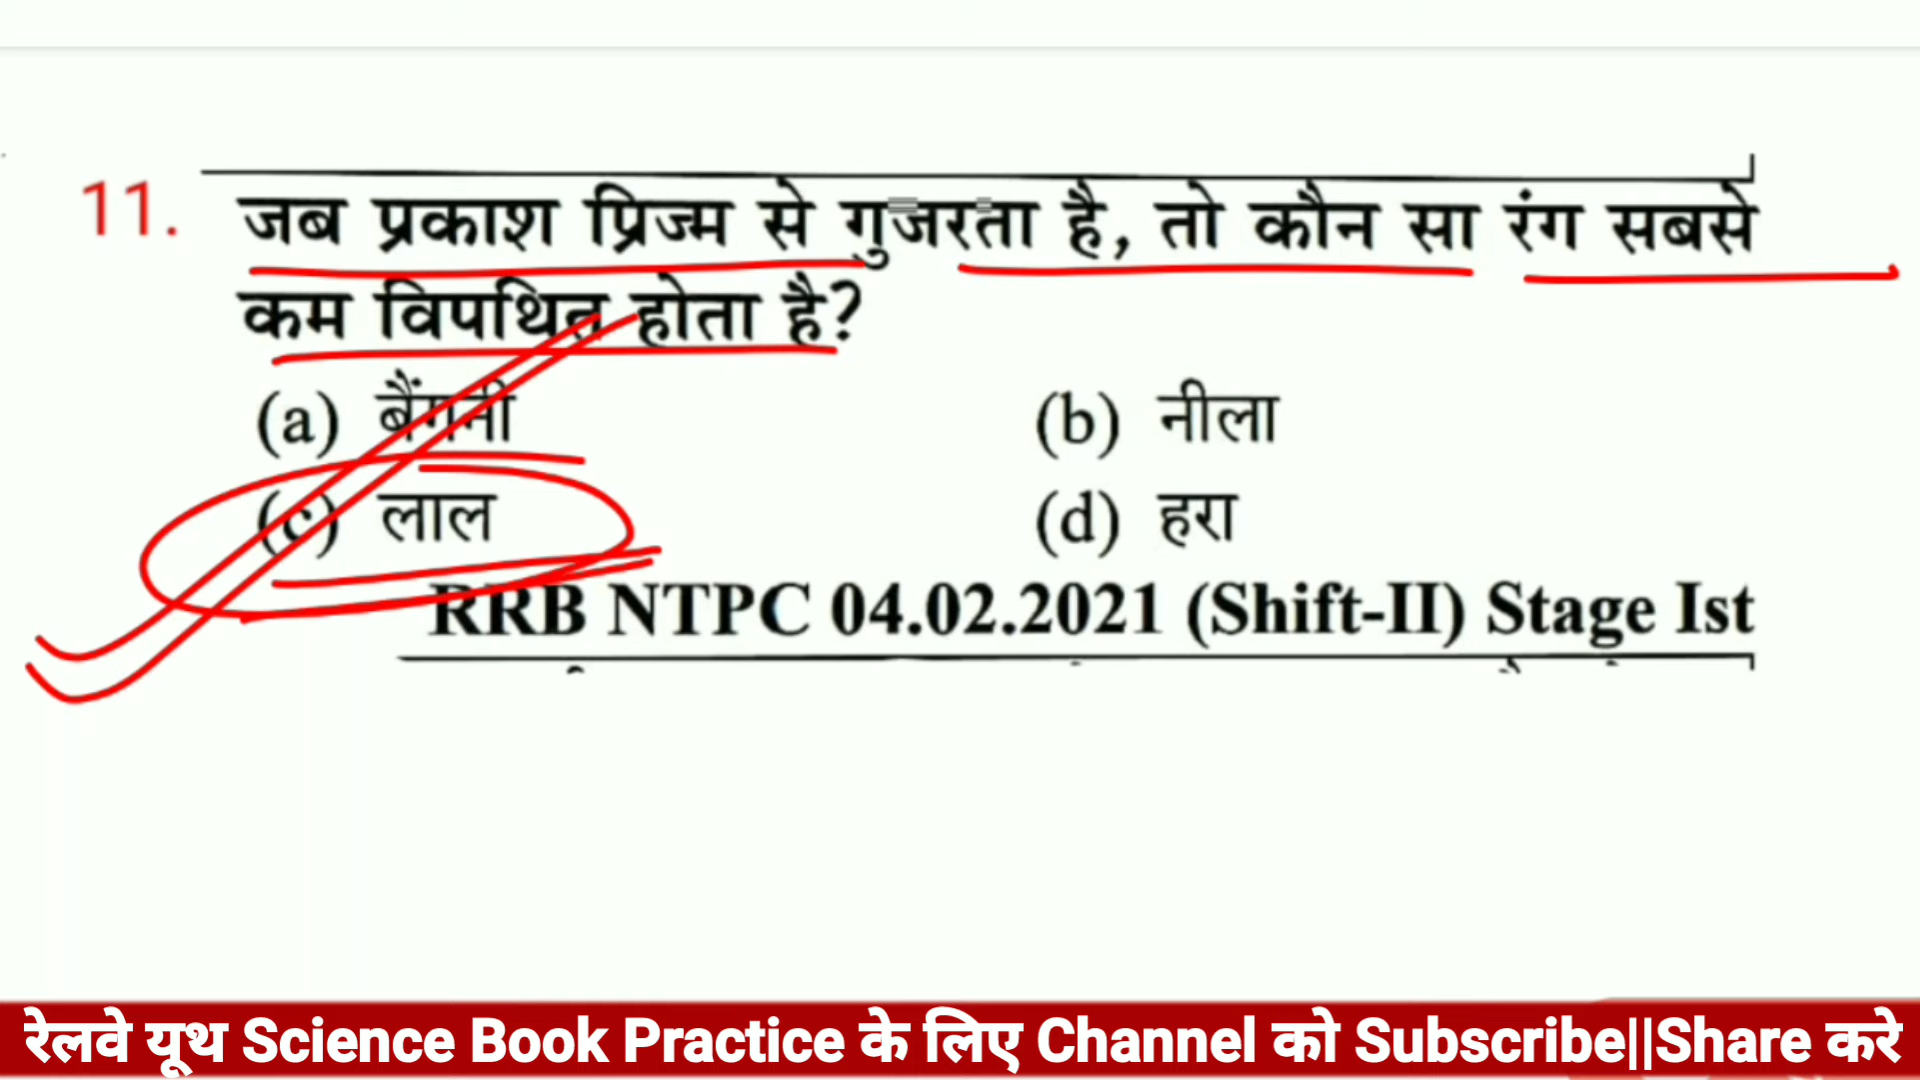 11. जब प्रकाश प्रिज्म से गुजरता है, तो कौन सा रंग सबसे
कम विपथित होता है?
(a) बैंगनी (b) नीला
(c) लाल (d) हरा
RRB NTPC 04.02.2021 (Shift-II) Stage Ist
रेलवे यूथ Science Book Practice के लिए Channel को Subscribe||Share करे